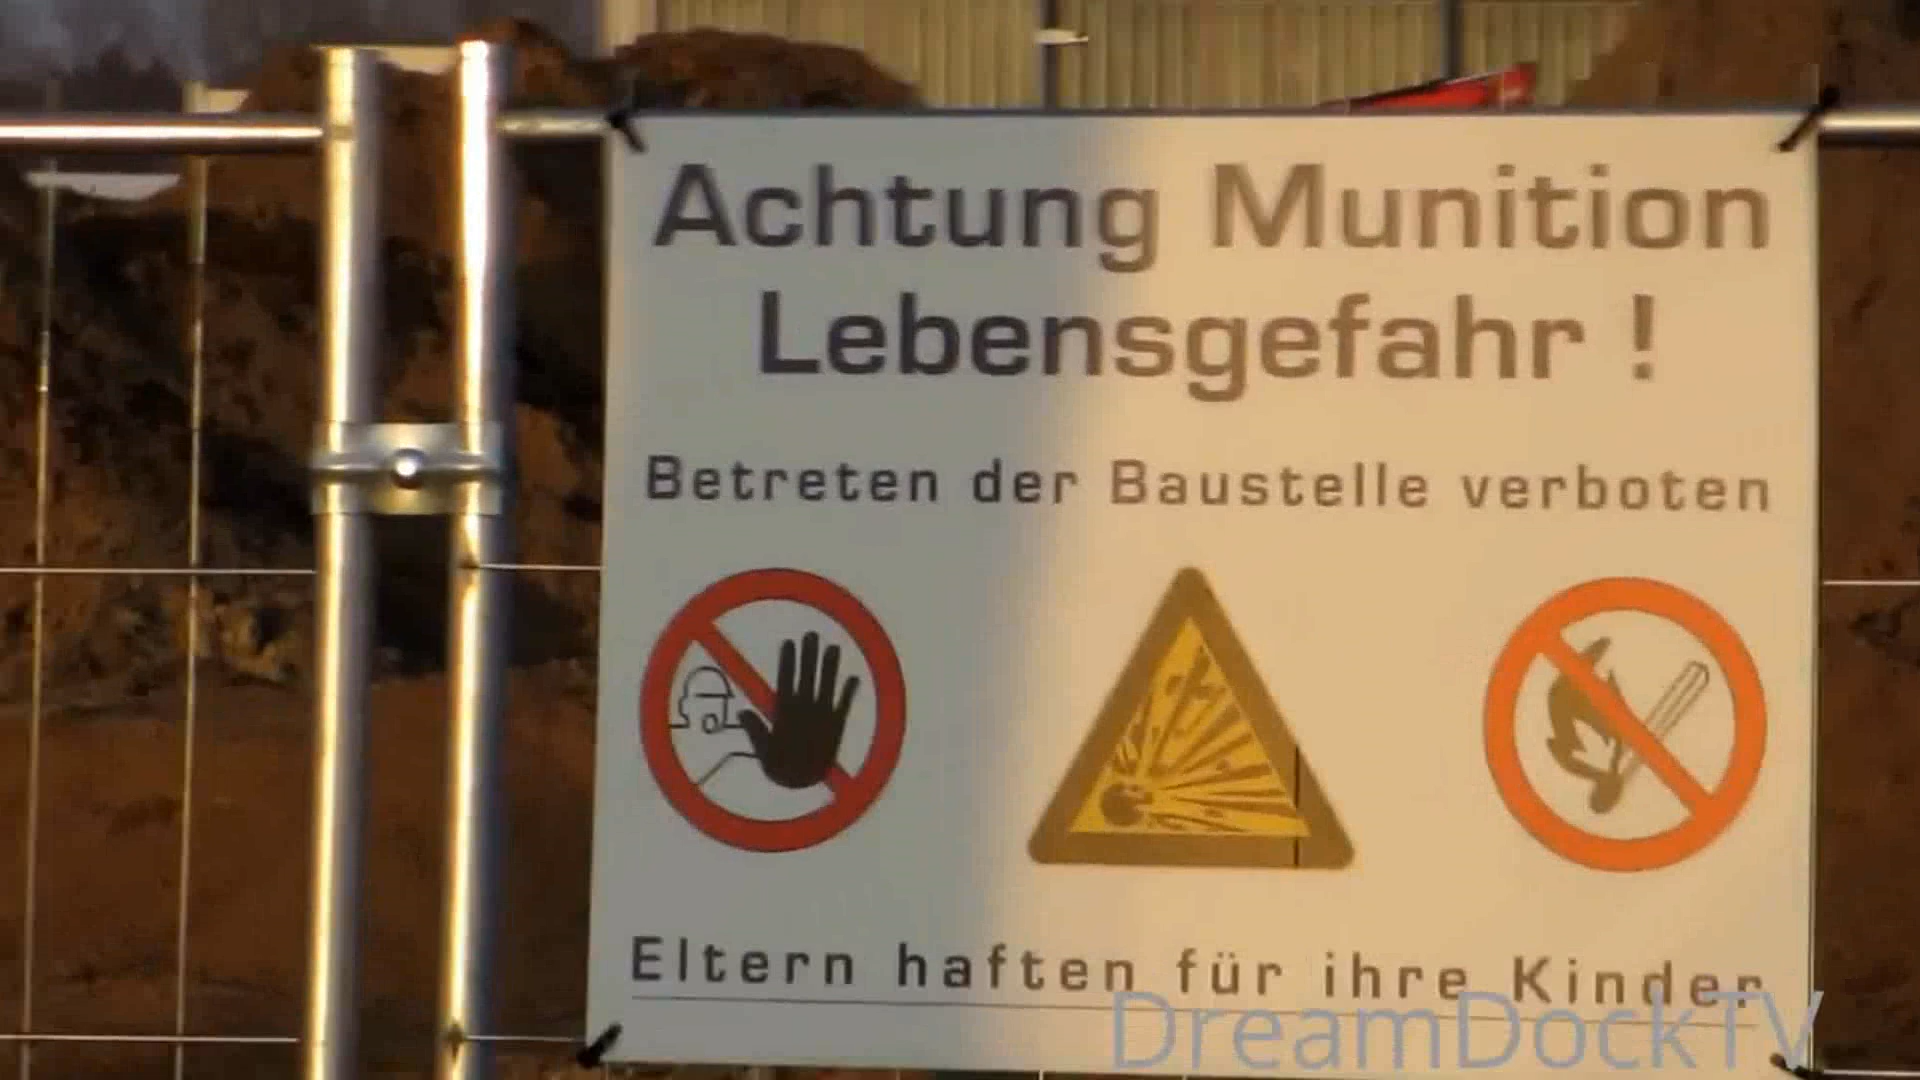 Achtung Munition
Lebensgefahr !
Betreten der Baustelle verboten
Eltern haften für ihre Kinder
DreamDockTV